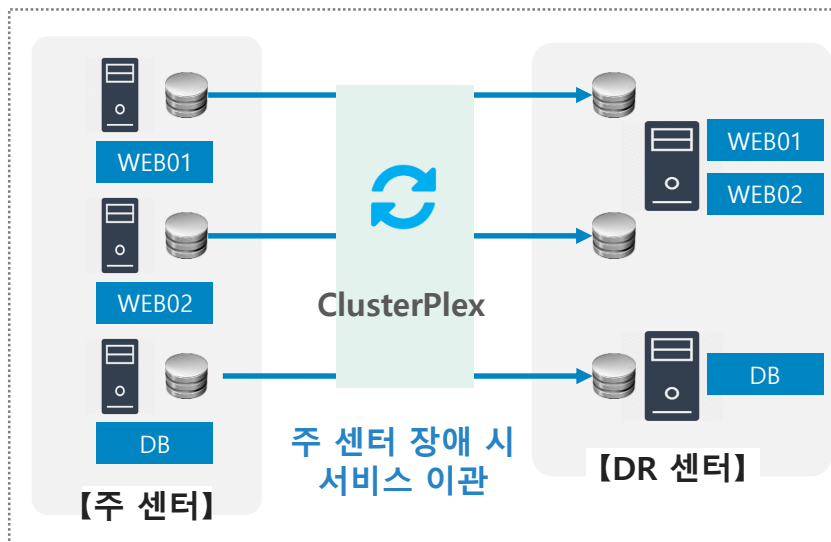 WEB01
WEB02
DB
【주 센터】
ClusterPlex
주 센터 장애 시
서비스 이관
WEB01
WEB02
DB
【DR 센터】